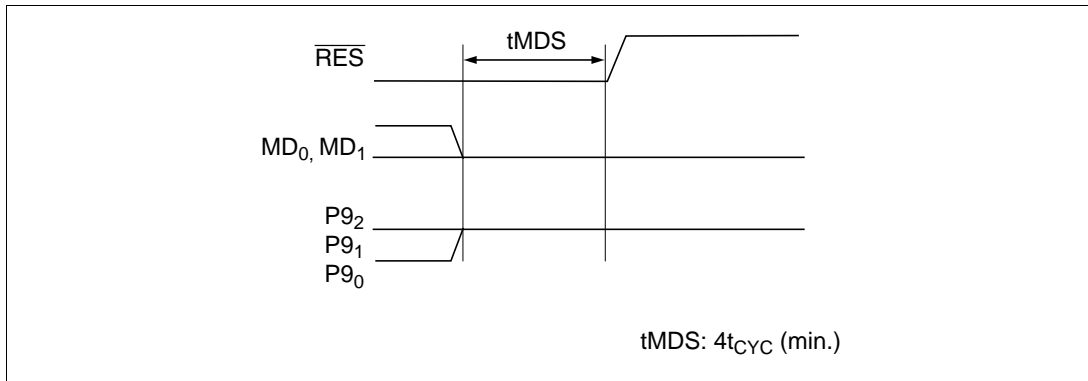 tMDS
RES
MD0, MD1
P92
P91
P90
tMDS: 4tCYC (min.)